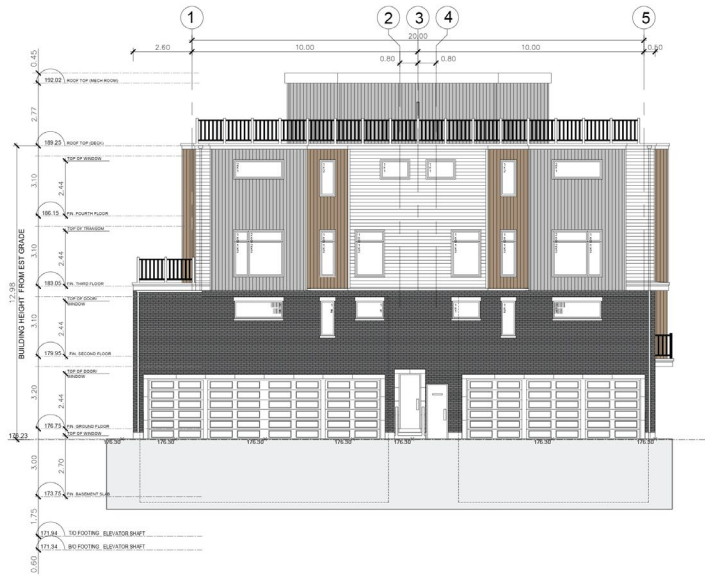 1 2 3 4 5
20.00
2.60 10.00 10.00 0.60
0.80 0.80
0.45
192.02 ROOF TOP (MECH ROOM)
2.77
189.25 ROOF TOP (DECK)
TOP OF WINDOW
3.10
2.44
186.15 FIN. FOURTH FLOOR
TOP OF TRANSOM
3.10
2.44
183.05 FIN. THIRD FLOOR
TOP OF DOOR/
WINDOW
3.10
2.44
179.95 FIN. SECOND FLOOR
TOP OF DOOR/
WINDOW
3.20
2.44
176.75 FIN. GROUND FLOOR
TOP OF WINDOW
176.23
12.98
BUILDING HEIGHT FROM EST GRADE
176.30 176.30 176.30 176.30 176.30 176.30 176.30 176.30
3.00
2.70
173.75 FIN. BASEMENT SLAB
1.75
171.94 T/O FOOTING ELEVATOR SHAFT
171.34 B/O FOOTING ELEVATOR SHAFT
0.60